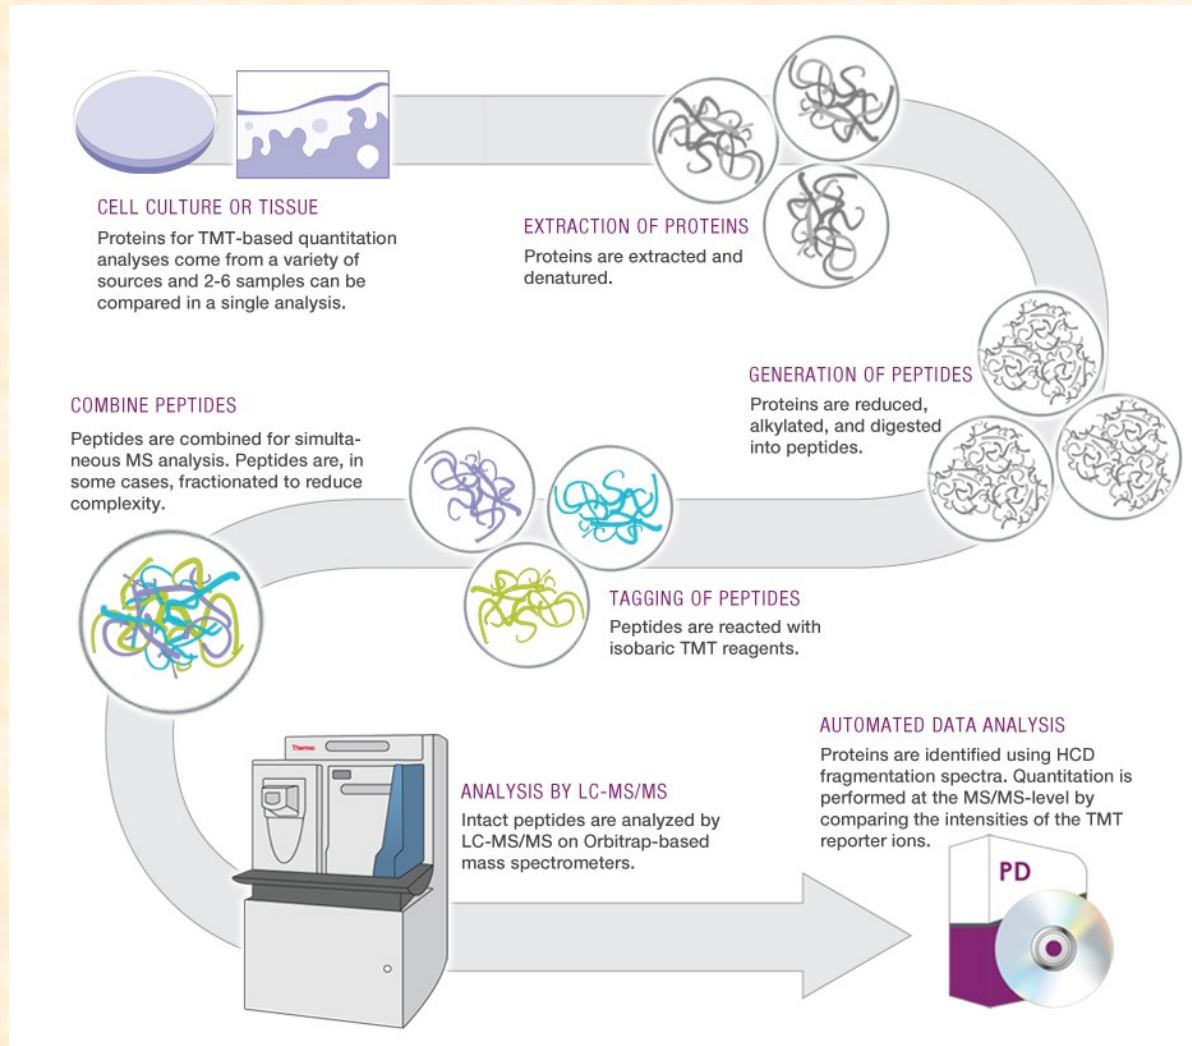 CELL CULTURE OR TISSUE
Proteins for TMT-based quantitation
analyses come from a variety of
sources and 2-6 samples can be
compared in a single analysis.
EXTRACTION OF PROTEINS
Proteins are extracted and
denatured.
GENERATION OF PEPTIDES
Proteins are reduced,
alkylated, and digested
into peptides.
TAGGING OF PEPTIDES
Peptides are reacted with
isobaric TMT reagents.
COMBINE PEPTIDES
Peptides are combined for simulta-
neous MS analysis. Peptides are, in
some cases, fractionated to reduce
complexity.
Thermo
ANALYSIS BY LC-MS/MS
Intact peptides are analyzed by
LC-MS/MS on Orbitrap-based
mass spectrometers.
AUTOMATED DATA ANALYSIS
Proteins are identified using HCD
fragmentation spectra. Quantitation is
performed at the MS/MS-level by
comparing the intensities of the TMT
reporter ions.
PD